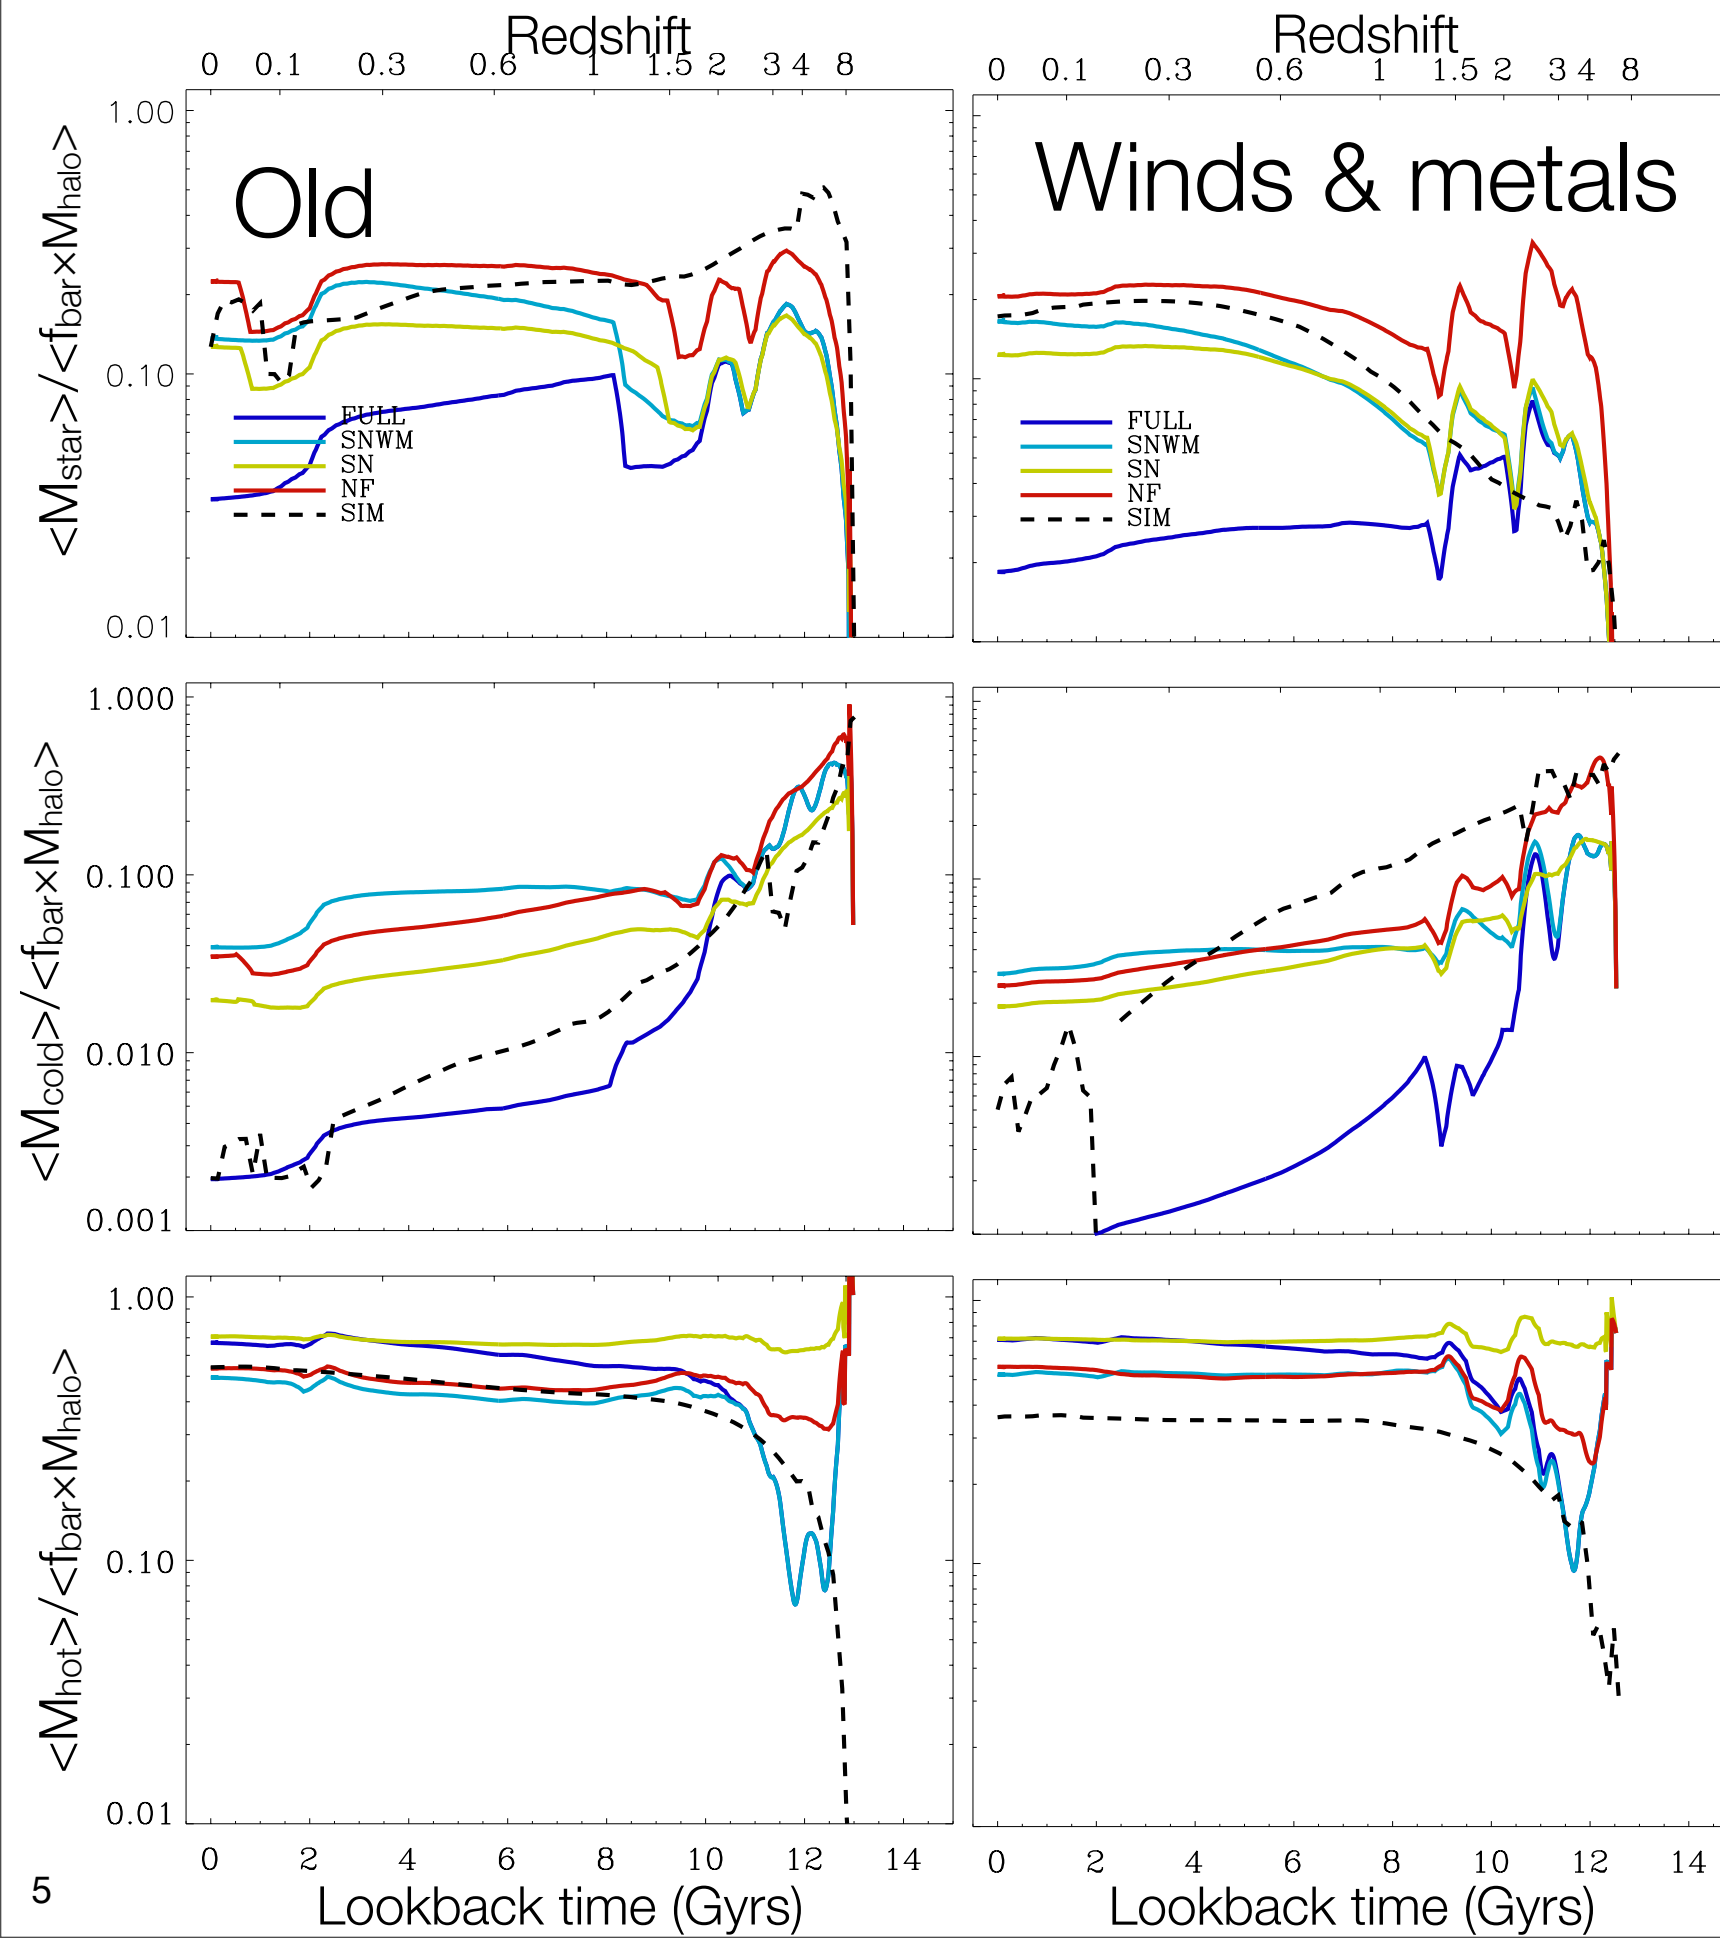 Redshift Redshift
0 0.1 0.3 0.6 1 1.5 2 3 4 8 0 0.1 0.3 0.6 1 1.5 2 3 4 8
<Mstar>/<fbar×Mhalo>
1.00
0.10
0.01
Old
FULL
SNWM
SN
NF
SIM
Winds & metals
FULL
SNWM
SN
NF
SIM
<Mcold>/<fbar×Mhalo>
1.000
0.100
0.010
0.001
<Mhot>/<fbar×Mhalo>
1.00
0.10
0.01
0 2 4 6 8 10 12 14 0 2 4 6 8 10 12 14
Lookback time (Gyrs) Lookback time (Gyrs)
5